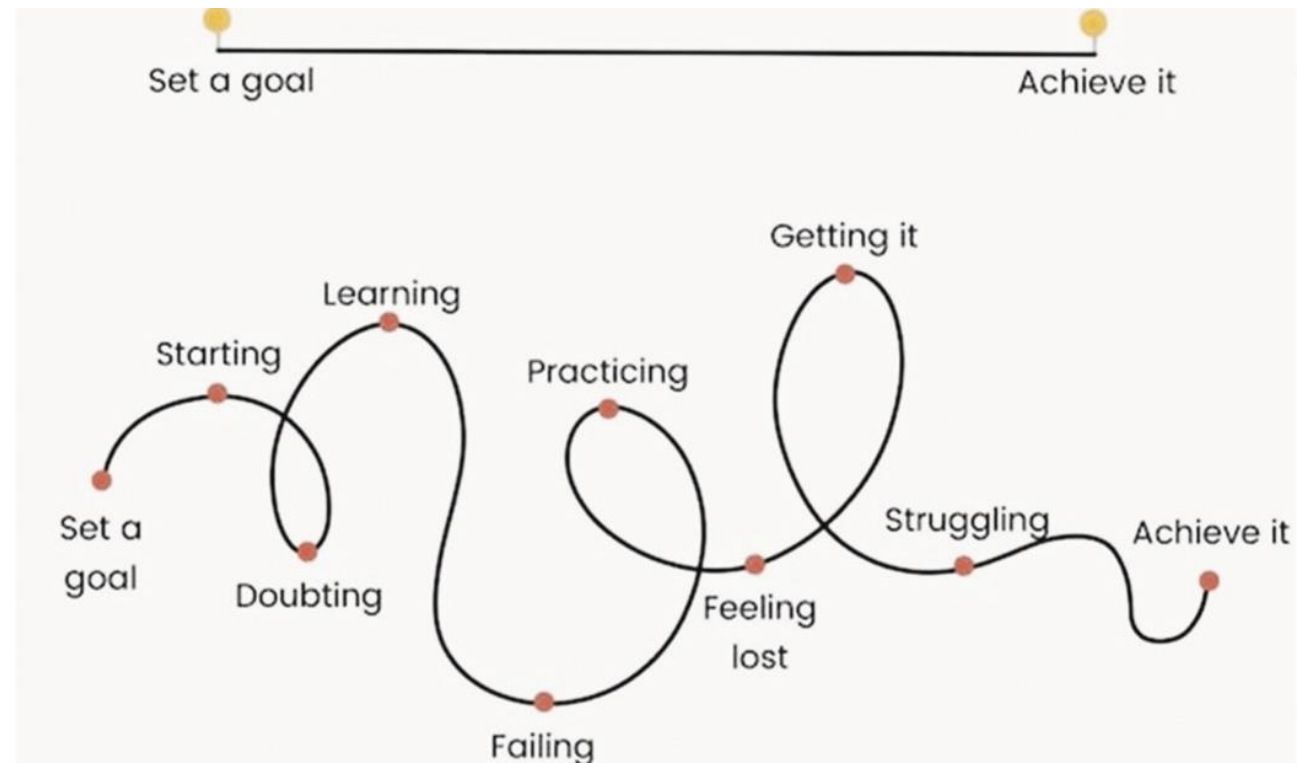 Set a goal
Achieve it
Getting it
Learning
Starting
Practicing
Struggling
Achieve it
Set a
goal
Doubting
Feeling
lost
Failing